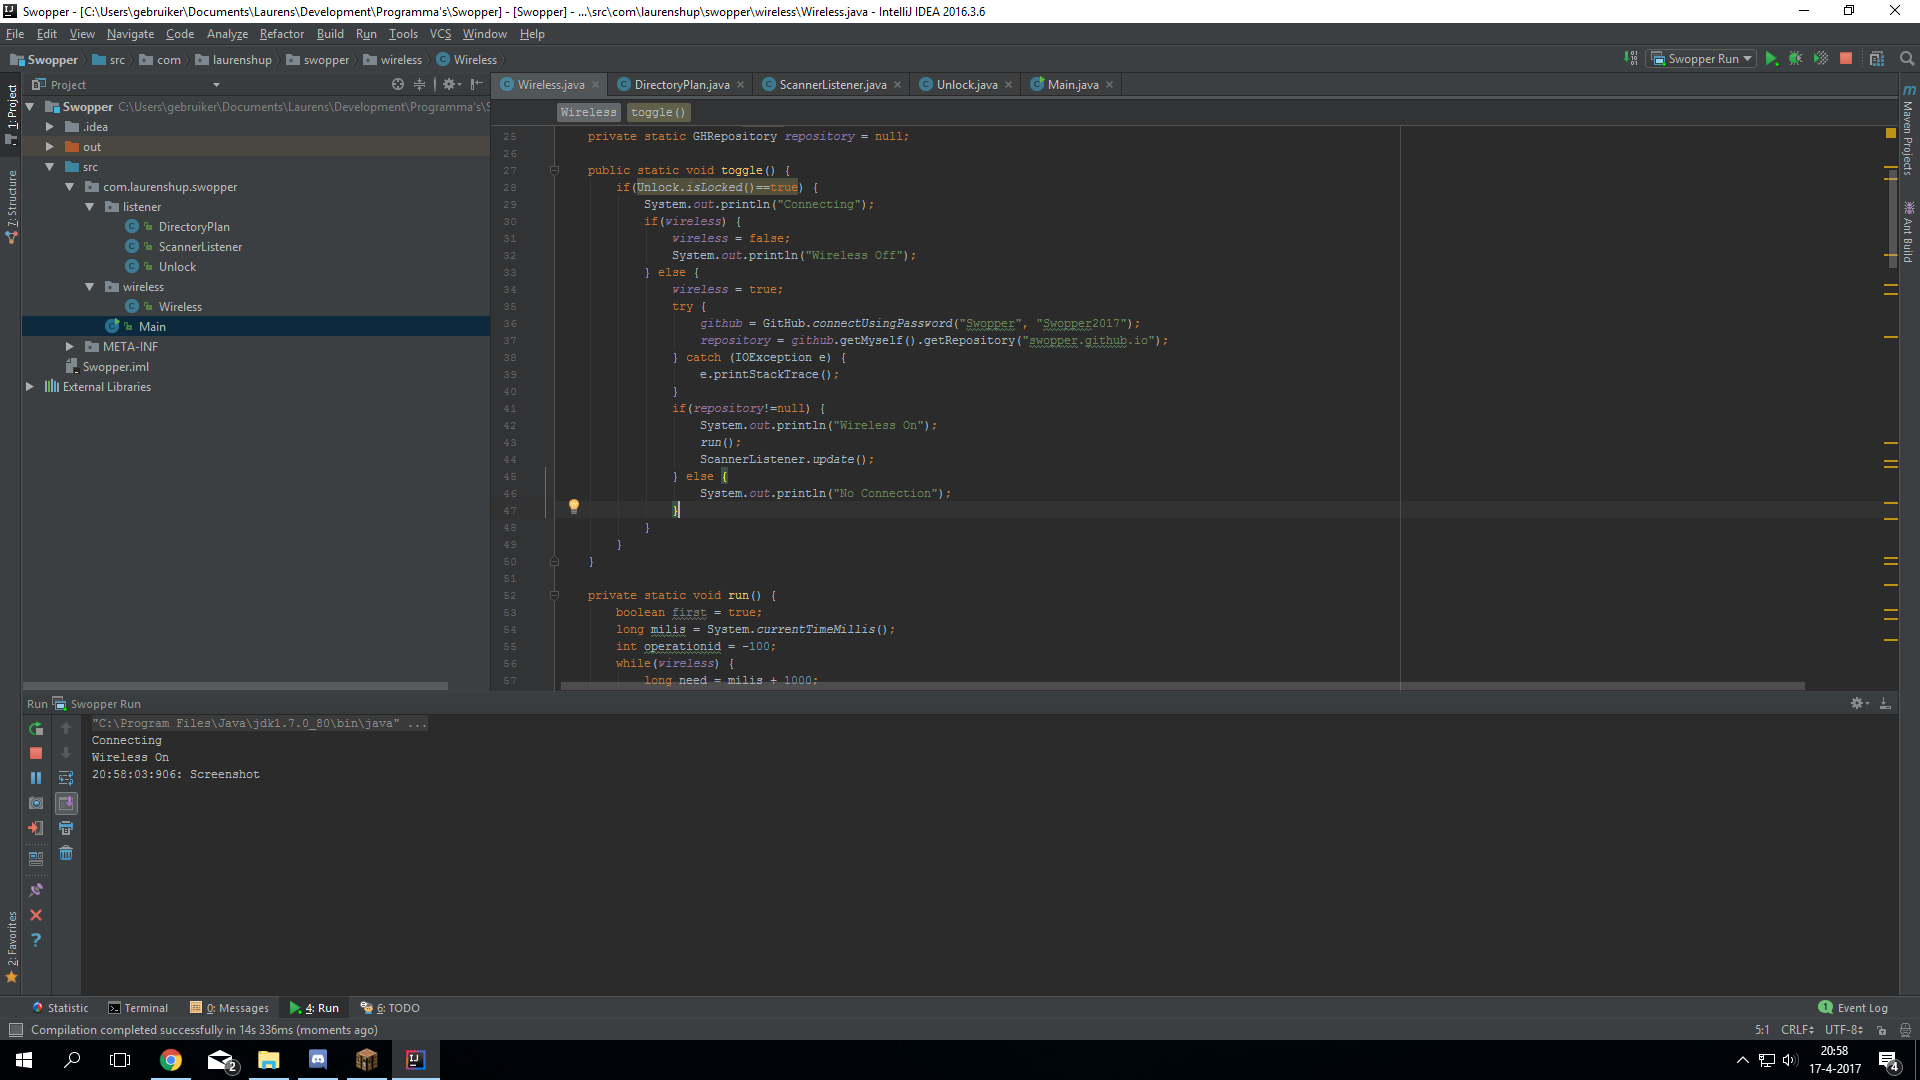 Swopper - [C:\Users\gebruiker\Documents\Laurens\Development\Programma's\Swopper] - [Swopper] - ...\src\com\laurenshup\swopper\wireless\Wireless.java - IntelliJ IDEA 2016.3.6
File Edit View Navigate Code Analyze Refactor Build Run Tools VCS Window Help
Swopper src com laurenshup swopper wireless Wireless Swopper Run
Project
Wireless.java DirectoryPlan.java ScannerListener.java Unlock.java Main.java
1: Project
7: Structure
2: Favorites
Swopper C:\Users\gebruiker\Documents\Laurens\Development\Programma's\S
.idea
out
src
com.laurenshup.swopper
listener
DirectoryPlan
ScannerListener
Unlock
wireless
Wireless
Main
META-INF
Swopper.iml
External Libraries
Wireless toggle()
25 private static GHRepository repository = null;
26
27 public static void toggle() {
28 if(Unlock.isLocked()==true) {
29 System.out.println("Connecting");
30 if(wireless) {
31 wireless = false;
32 System.out.println("Wireless Off");
33 } else {
34 wireless = true;
35 try {
36 github = GitHub.connectUsingPassword("Swopper", "Swopper2017");
37 repository = github.getMyself().getRepository("swopper.github.io");
38 } catch (IOException e) {
39 e.printStackTrace();
40 }
41 if(repository!=null) {
42 System.out.println("Wireless On");
43 run();
44 ScannerListener.update();
45 } else {
46 System.out.println("No Connection");
47 }
48 }
49 }
50 }
51
52 private static void run() {
53 boolean first = true;
54 long milis = System.currentTimeMillis();
55 int operationid = -100;
56 while(wireless) {
57 long need = milis + 1000;
Maven Projects
Ant Build
Run Swopper Run
"C:\Program Files\Java\jdk1.7.0_80\bin\java" ...
Connecting
Wireless On
20:58:03:906: Screenshot
Statistic Terminal 0: Messages 4: Run 6: TODO 1 Event Log
Compilation completed successfully in 14s 336ms (moments ago) 5:1 CRLF UTF-8
2
20:58
17-4-2017
4